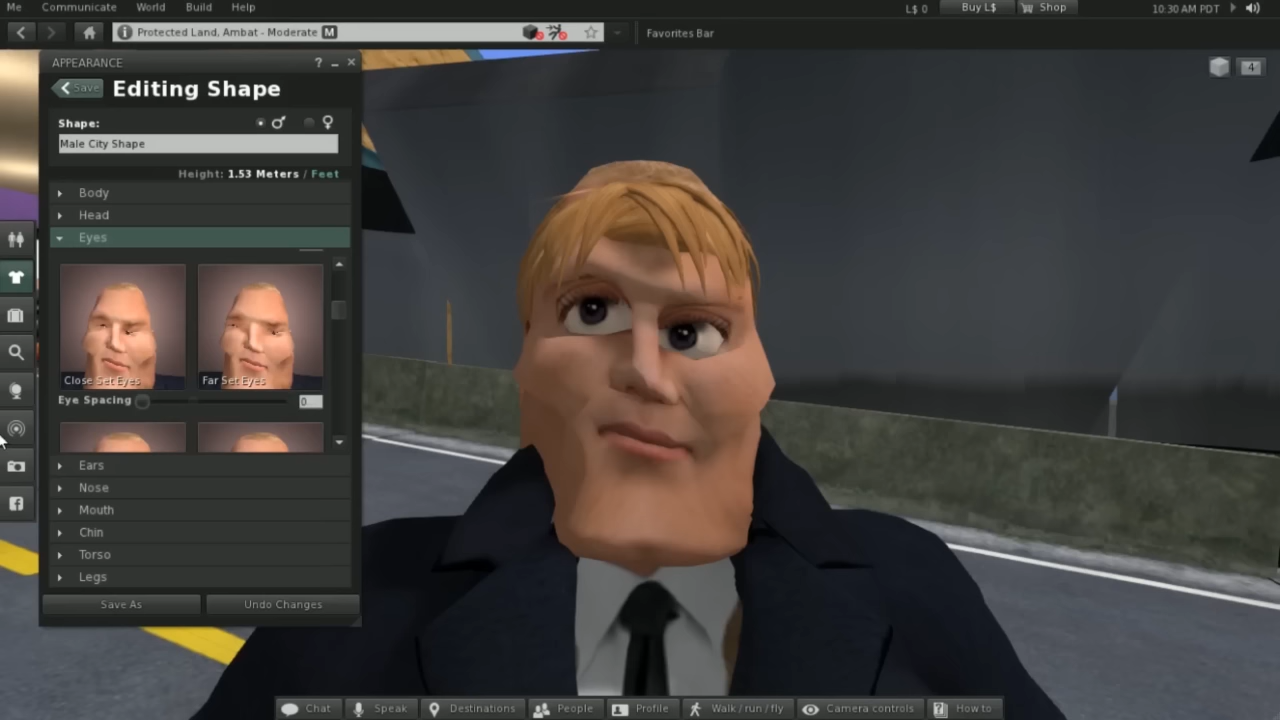 Me Communicate World Build Help L$ 0 Buy L$ Shop 10:30 AM PDT
Protected Land, Ambat - Moderate M Favorites Bar
APPEARANCE ? 4
Save Editing Shape
Shape:
Male City Shape
Height: 1.53 Meters / Feet
Body
Head
Eyes
Close Set Eyes Far Set Eyes
Eye Spacing 0
Ears
Nose
Mouth
Chin
Torso
Legs
Save As Undo Changes
Chat Speak Destinations People Profile Walk / run / fly Camera controls How to